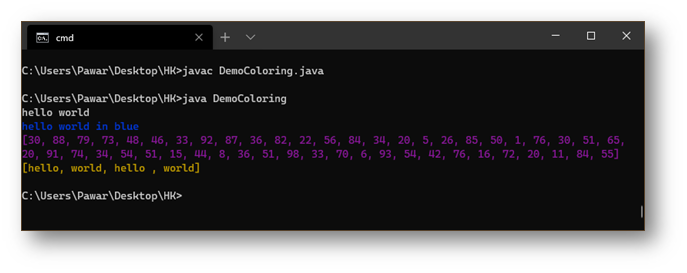 cmd
C:\Users\Pawar\Desktop\HK>javac DemoColoring.java
C:\Users\Pawar\Desktop\HK>java DemoColoring
hello world
hello world in blue
[30, 88, 79, 73, 48, 46, 33, 92, 87, 36, 82, 22, 56, 84, 34, 20, 5, 26, 85, 50, 1, 76, 30, 51, 65,
20, 91, 74, 34, 54, 51, 15, 44, 8, 36, 51, 98, 33, 70, 6, 93, 54, 42, 76, 16, 72, 20, 11, 84, 55]
[hello, world, hello , world]
C:\Users\Pawar\Desktop\HK>